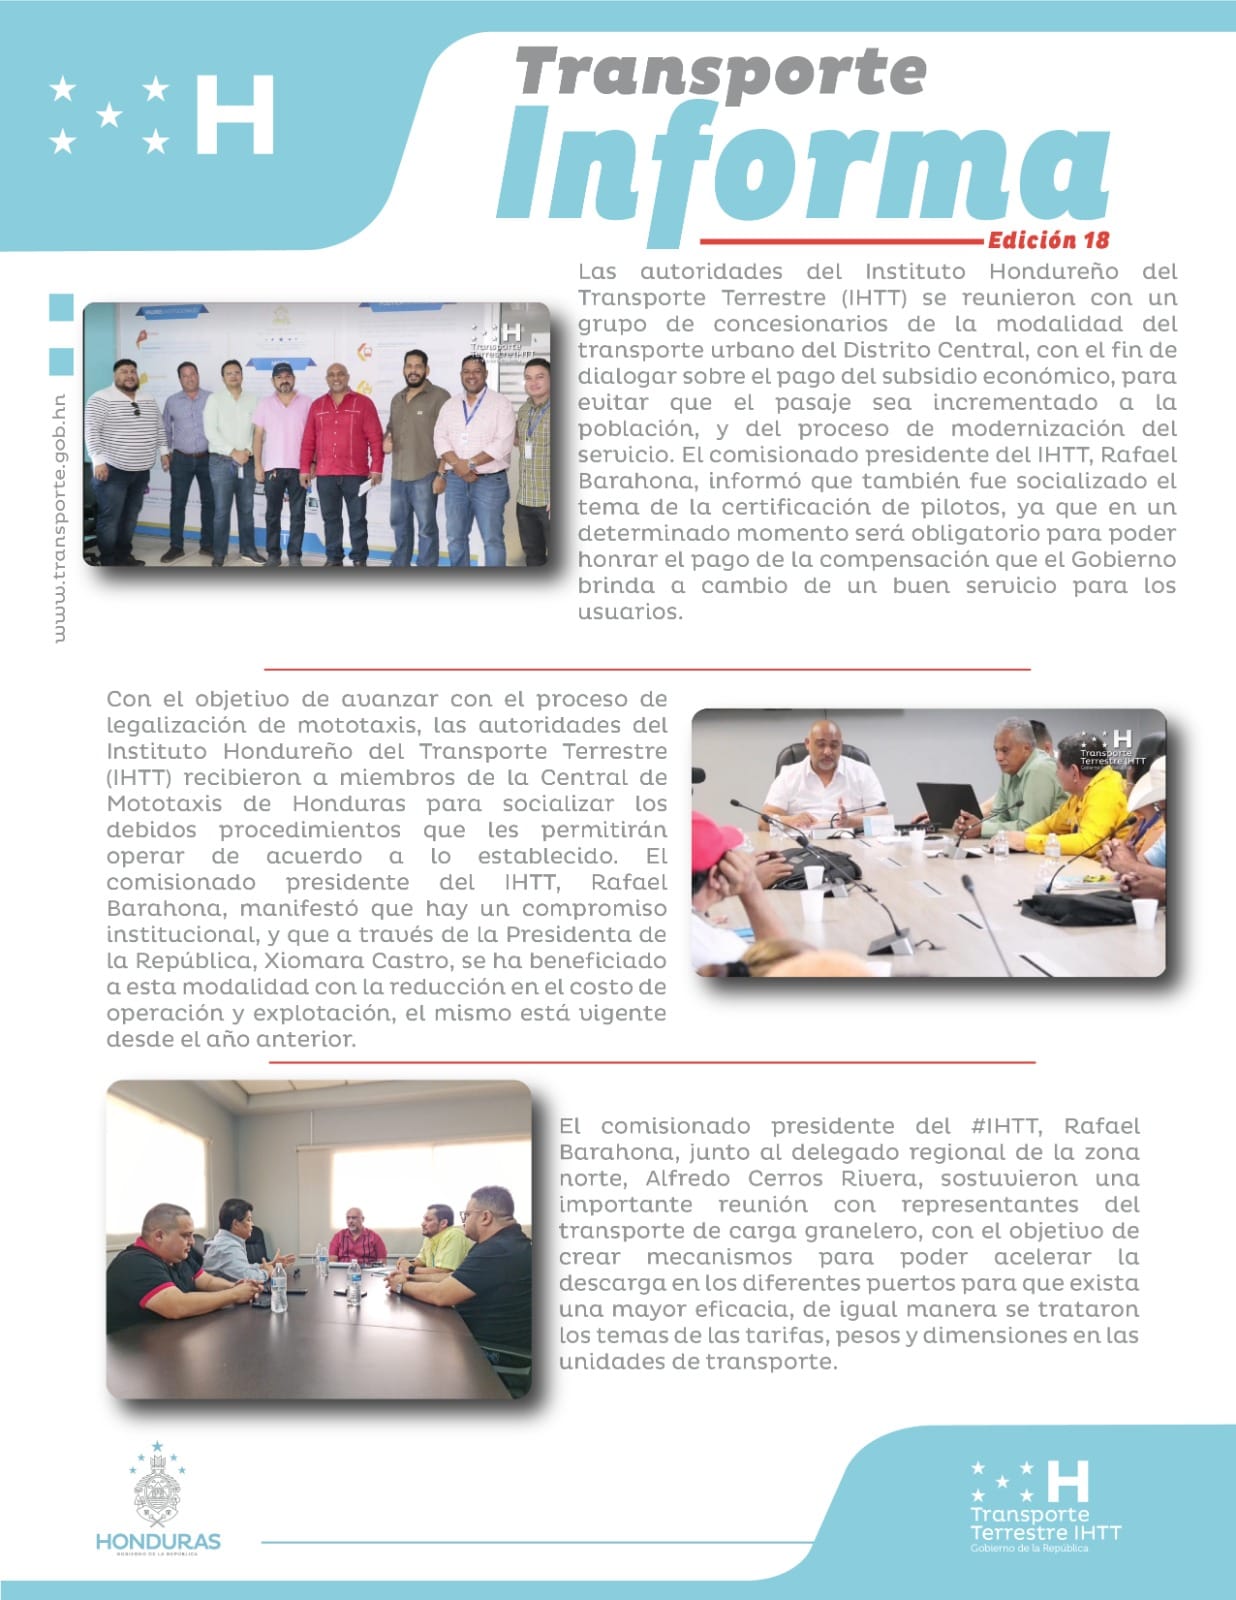 H
Transporte
Informa
Edición 18
www.transporte.gob.hn
H
Transporte
Terrestre IHTT
Las autoridades del Instituto Hondureño del
Transporte Terrestre (IHTT) se reunieron con un
grupo de concesionarios de la modalidad del
transporte urbano del Distrito Central, con el fin de
dialogar sobre el pago del subsidio económico, para
evitar que el pasaje sea incrementado a la
población, y del proceso de modernización del
servicio. El comisionado presidente del IHTT, Rafael
Barahona, informó que también fue socializado el
tema de la certificación de pilotos, ya que en un
determinado momento será obligatorio para poder
honrar el pago de la compensación que el Gobierno
brinda a cambio de un buen servicio para los
usuarios.
Con el objetivo de avanzar con el proceso de
legalización de mototaxis, las autoridades del
Instituto Hondureño del Transporte Terrestre
(IHTT) recibieron a miembros de la Central de
Mototaxis de Honduras para socializar los
debidos procedimientos que les permitirán
operar de acuerdo a lo establecido. El
comisionado presidente del IHTT, Rafael
Barahona, manifestó que hay un compromiso
institucional, y que a través de la Presidenta de
la República, Xiomara Castro, se ha beneficiado
a esta modalidad con la reducción en el costo de
operación y explotación, el mismo está vigente
desde el año anterior.
H
Transporte
Terrestre IHTT
El comisionado presidente del #IHTT, Rafael
Barahona, junto al delegado regional de la zona
norte, Alfredo Cerros Rivera, sostuvieron una
importante reunión con representantes del
transporte de carga granelero, con el objetivo de
crear mecanismos para poder acelerar la
descarga en los diferentes puertos para que exista
una mayor eficacia, de igual manera se trataron
los temas de las tarifas, pesos y dimensiones en las
unidades de transporte.
HONDURAS
GOBIERNO DE LA REPÚBLICA
H
Transporte
Terrestre IHTT
Gobierno de la República